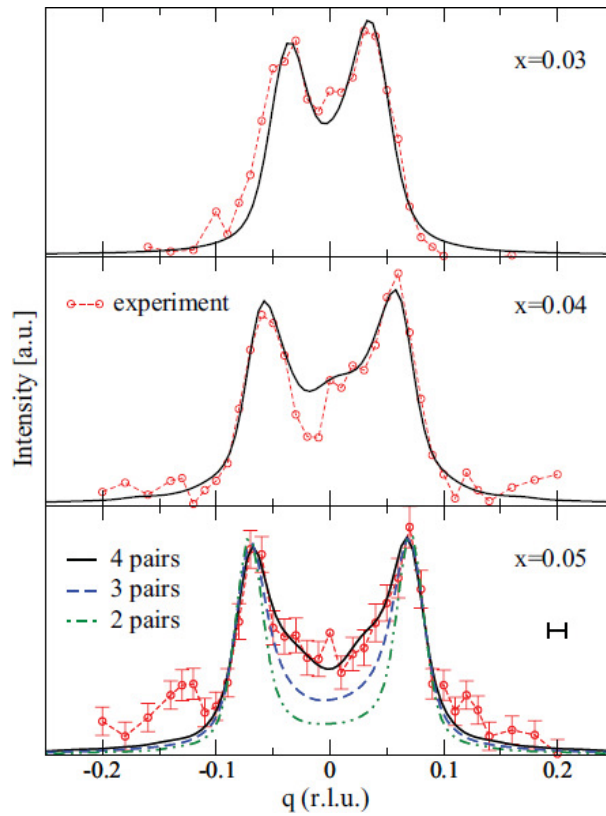 x=0.03
experiment
x=0.04
Intensity [a.u.]
4 pairs
3 pairs
2 pairs
x=0.05
-0.2 -0.1 0 0.1 0.2
q (r.l.u.)